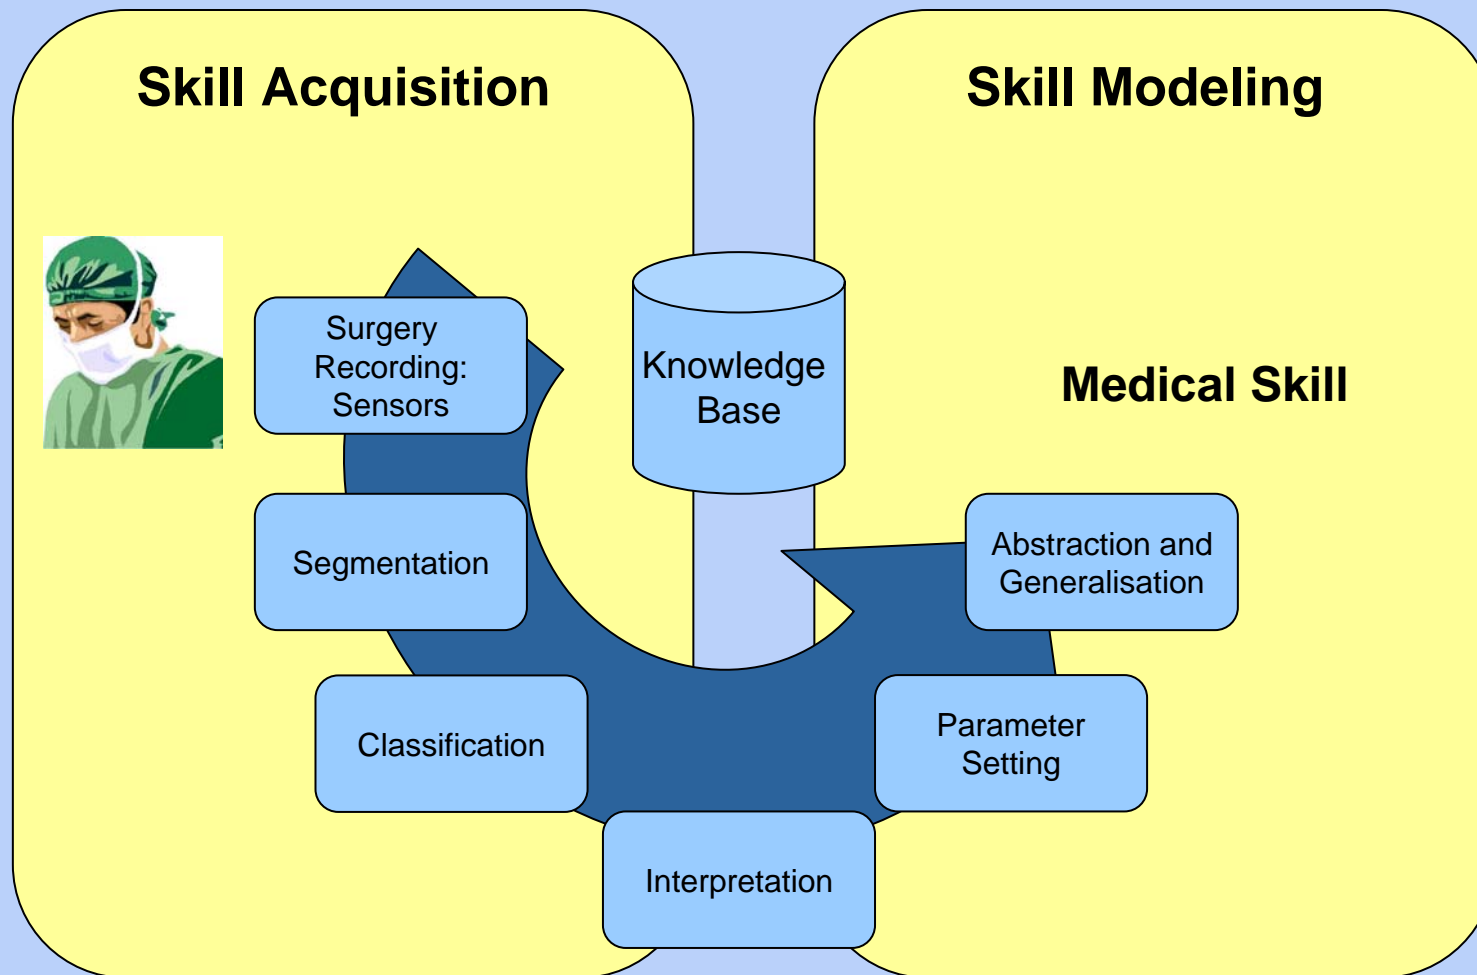 Skill Acquisition
Skill Modeling
Surgery
Recording:
Sensors
Knowledge
Base
Medical Skill
Segmentation
Abstraction and
Generalisation
Classification
Parameter
Setting
Interpretation